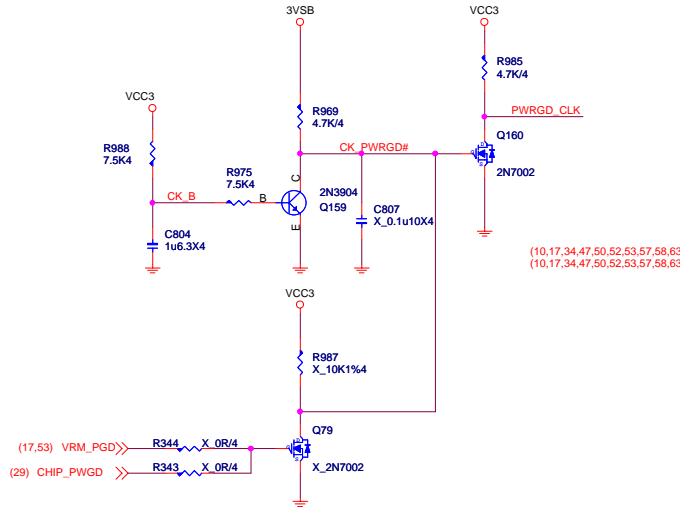 3VSB
VCC3
R985
4.7K/4
VCC3
R969
4.7K/4
PWRGD_CLK
Q160
R988
7.5K4
CK_PWRGD#
R975
7.5K4
C
2N7002
CK_B
B
2N3904
Q159
C807
X_0.1u10X4
E
C804
1u6.3X4
(10,17,34,47,50,52,53,57,58,63
(10,17,34,47,50,52,53,57,58,63
VCC3
R987
X_10K1%4
Q79
(17,53) VRM_PGD
R344
X_0R/4
(29) CHIP_PWGD
R343
X_0R/4
X_2N7002